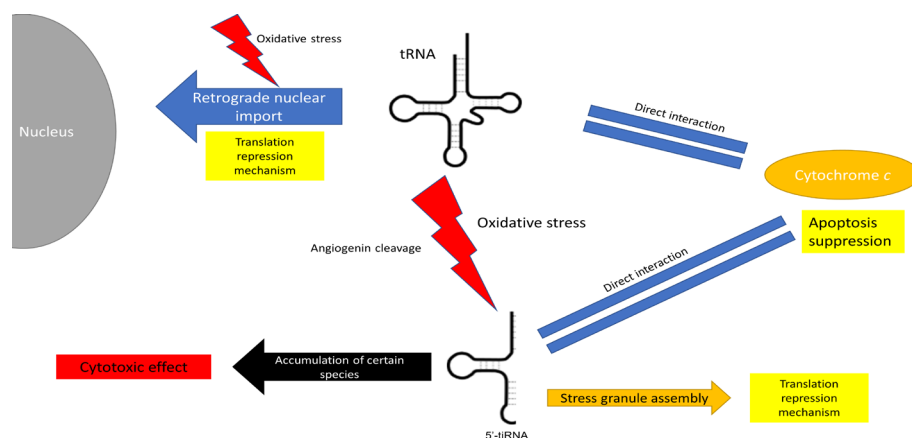 Oxidative stress
tRNA
Retrograde nuclear
import
Nucleus
Translation
repression
mechanism
Direct interaction
Cytochrome c
Apoptosis
suppression
Oxidative stress
Angiogenin cleavage
Direct interaction
Cytotoxic effect
Accumulation of certain
species
Stress granule assembly
Translation
repression
mechanism
5'-tiRNA